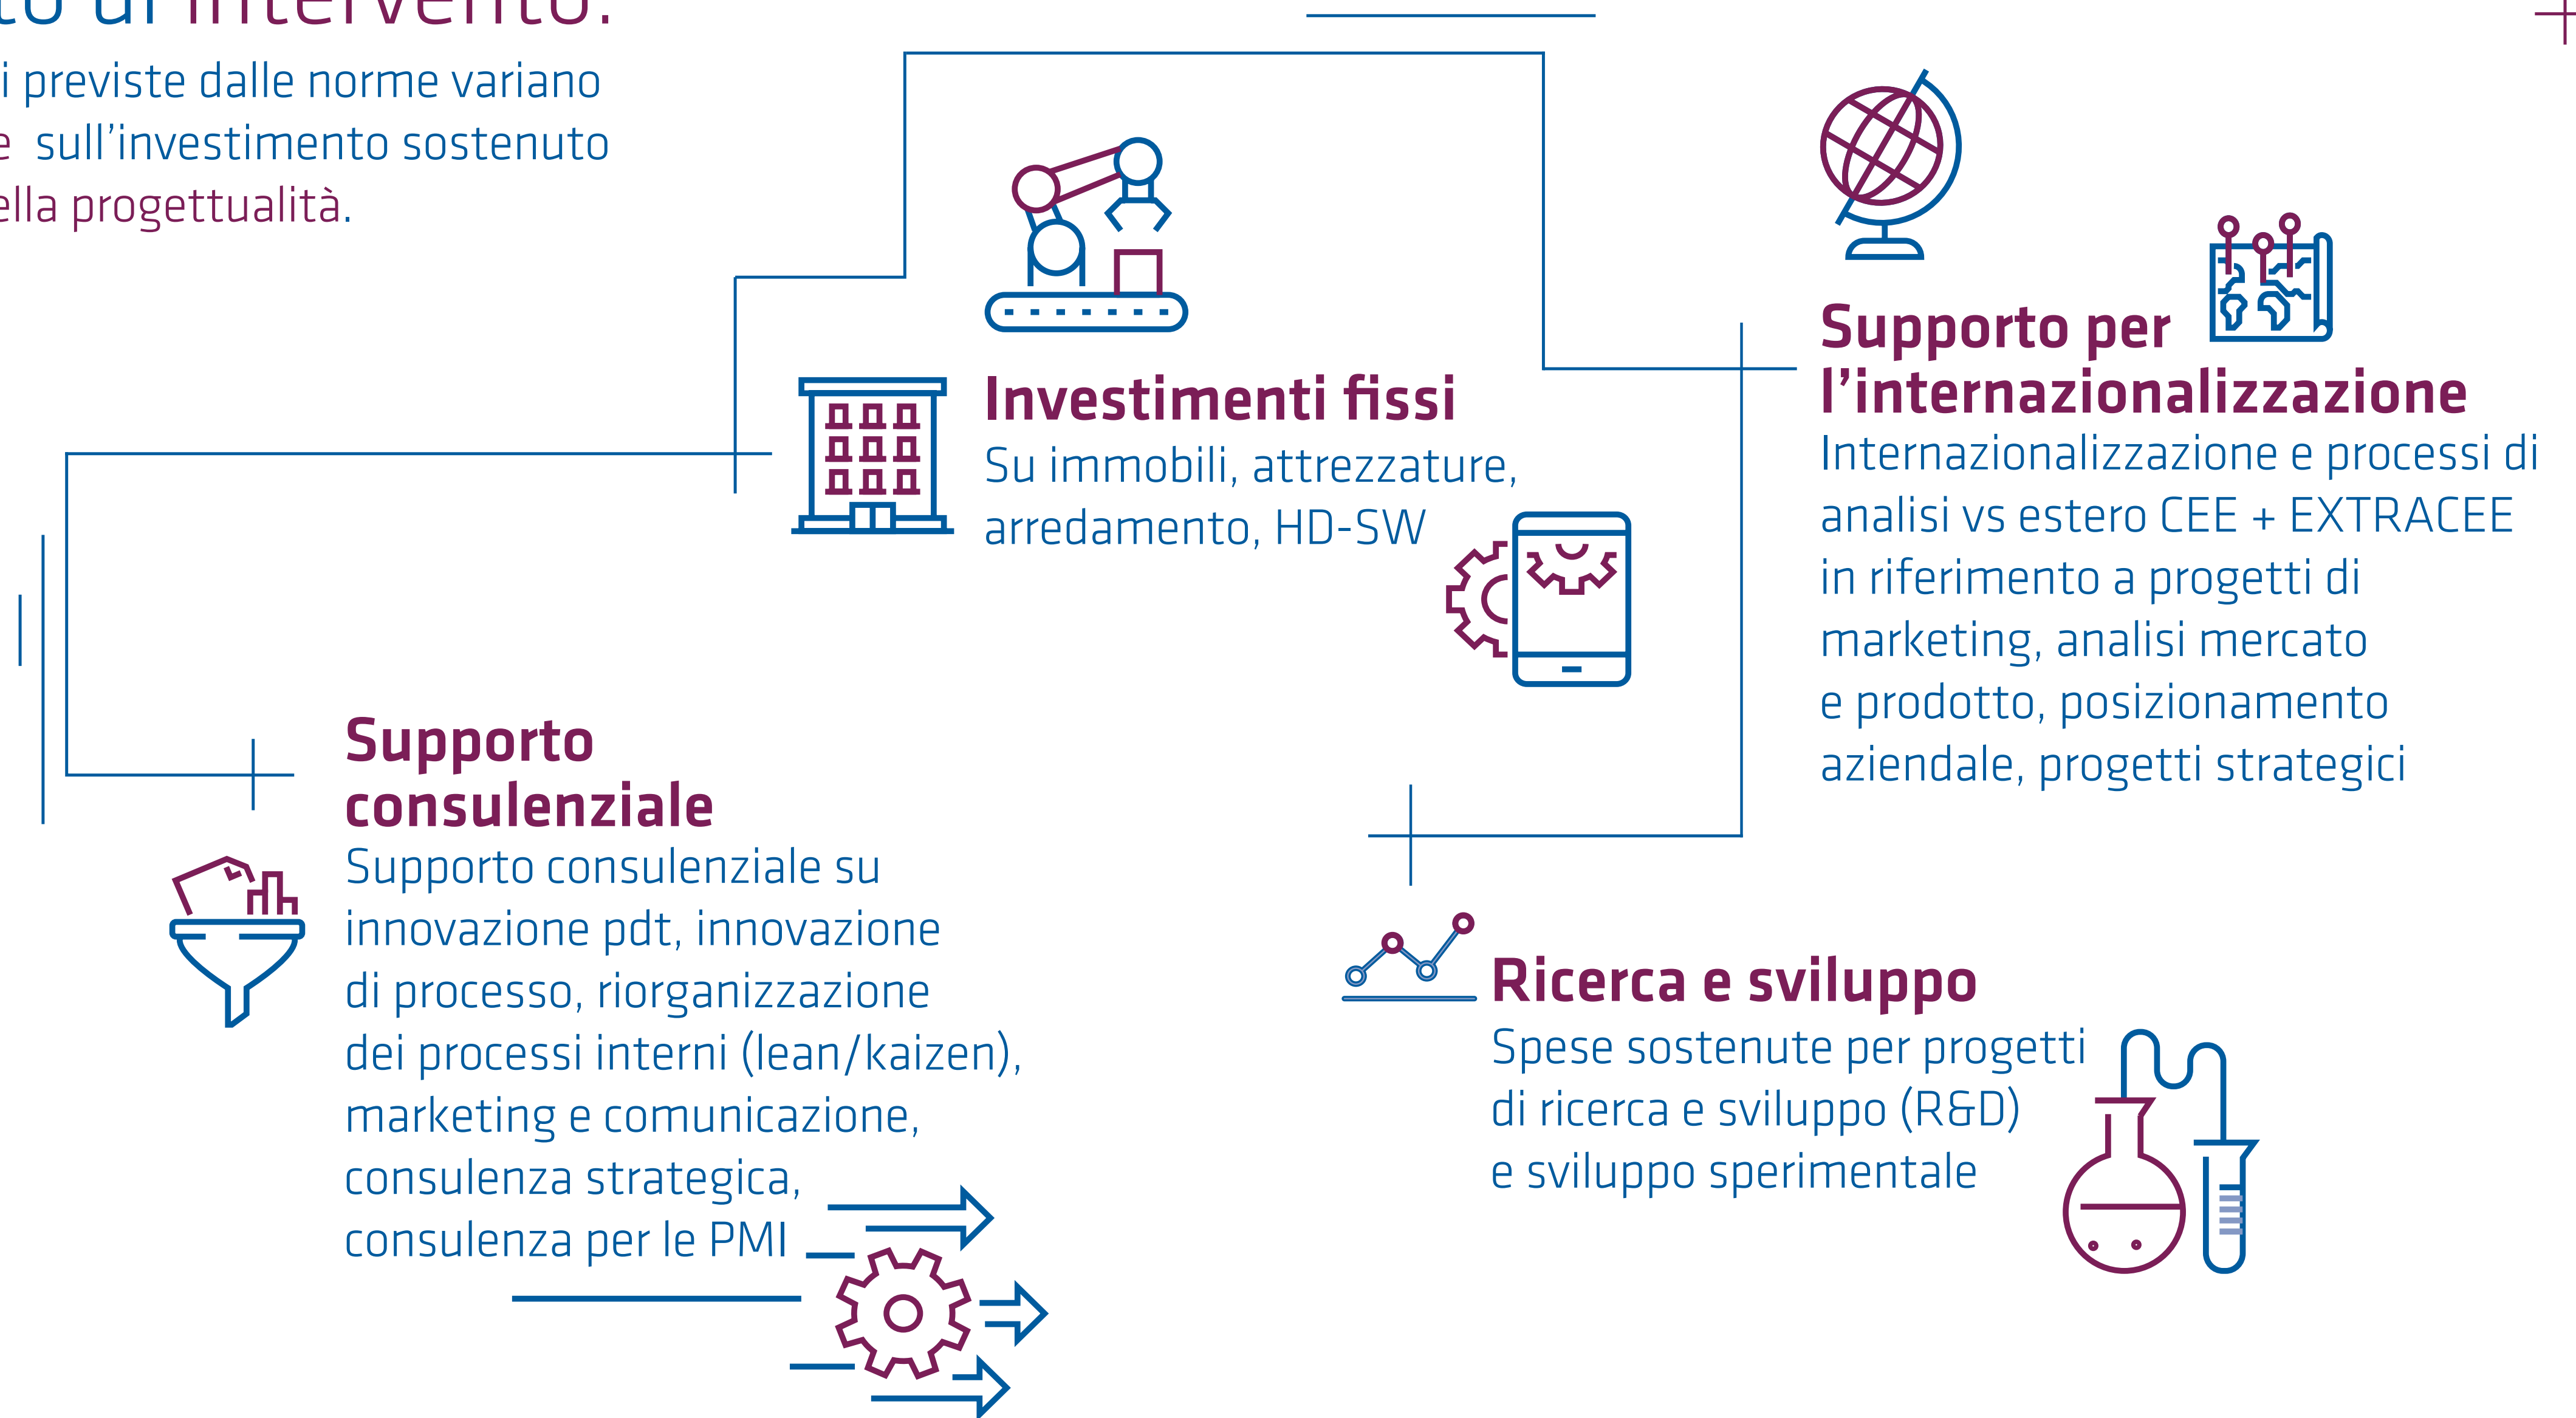 to di intervento.
i previste dalle norme variano
e sull'investimento sostenuto
ella progettualità.
Investimenti fissi
Su immobili, attrezzature,
arredamento, HD-SW
Supporto per
l'internazionalizzazione
Internazionalizzazione e processi di
analisi vs estero CEE + EXTRACEE
in riferimento a progetti di
marketing, analisi mercato
e prodotto, posizionamento
aziendale, progetti strategici
Supporto
consulenziale
Supporto consulenziale su
innovazione pdt, innovazione
di processo, riorganizzazione
dei processi interni (lean/kaizen),
marketing e comunicazione,
consulenza strategica,
consulenza per le PMI
Ricerca e sviluppo
Spese sostenute per progetti
di ricerca e sviluppo (R&D)
e sviluppo sperimentale